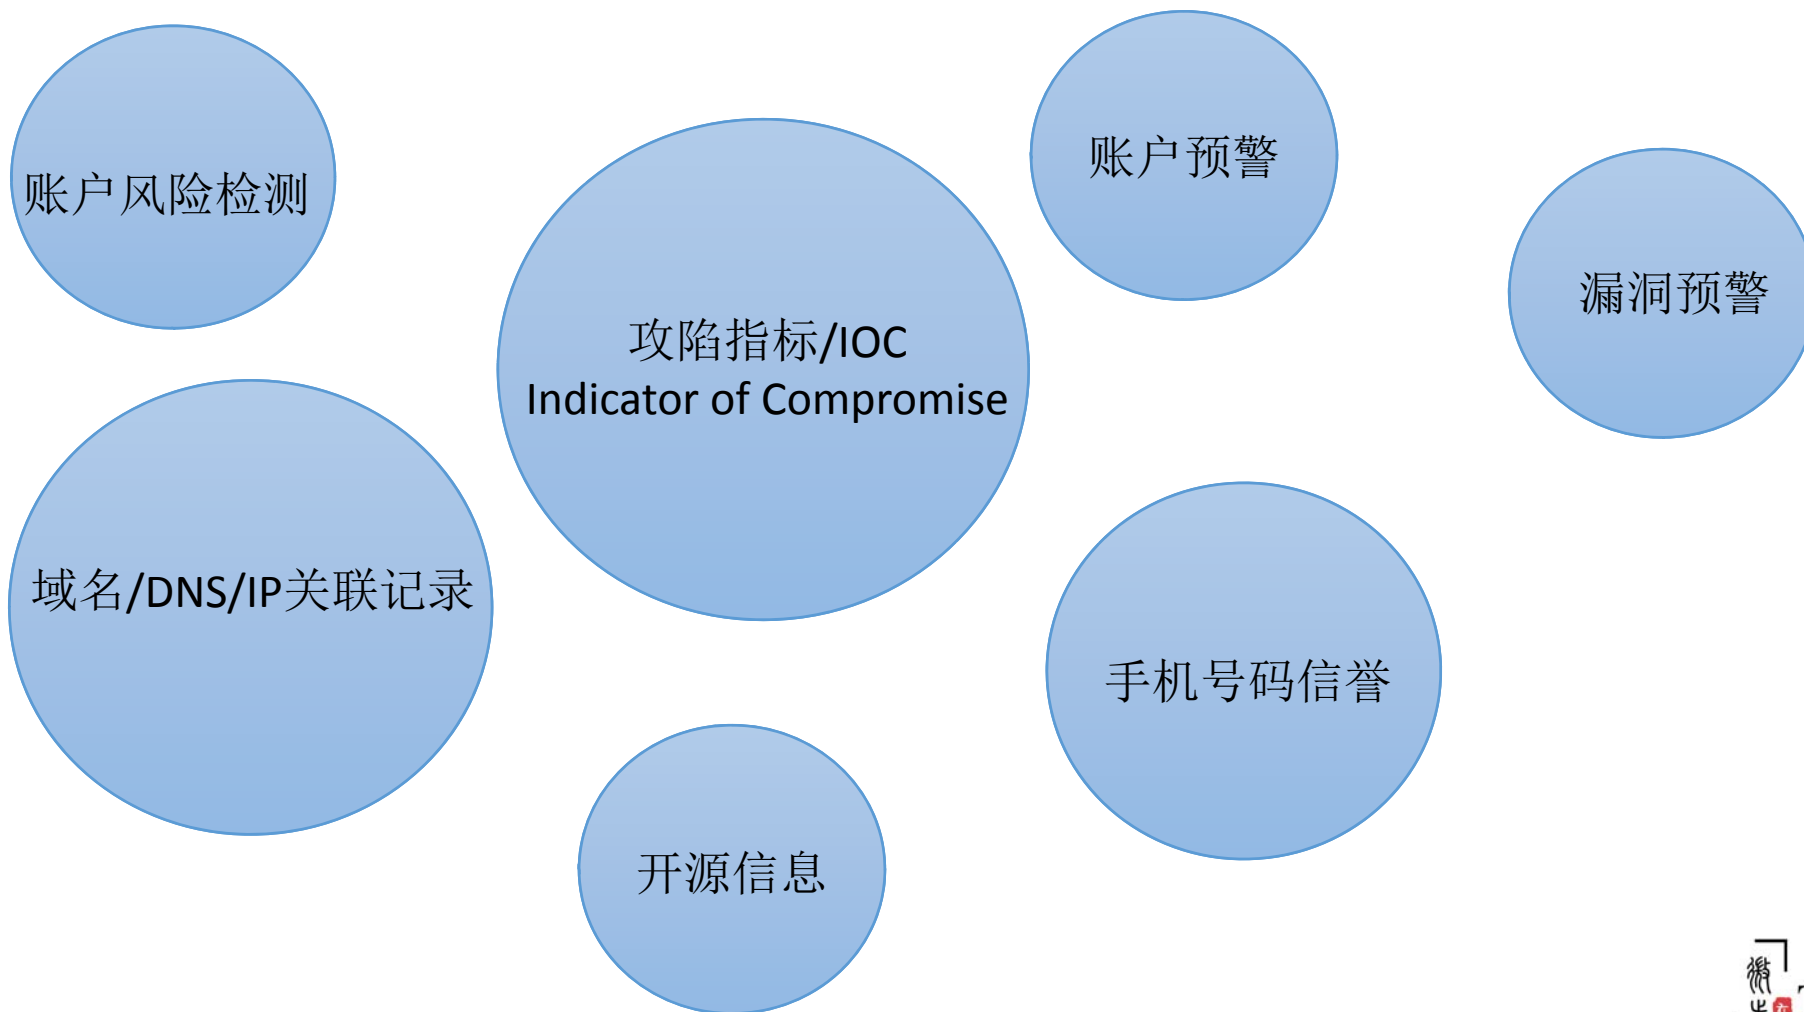 账户风险检测
攻陷指标/IOC
Indicator of Compromise
账户预警
漏洞预警
域名/DNS/IP关联记录
手机号码信誉
开源信息